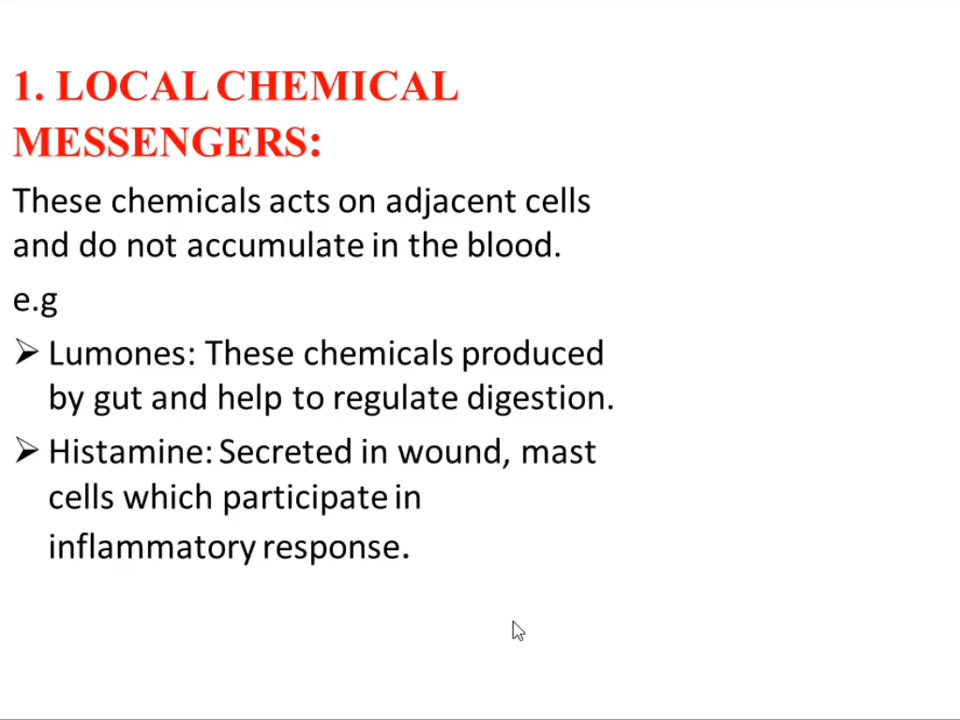 1. LOCAL CHEMICAL
MESSENGERS:
These chemicals acts on adjacent cells
and do not accumulate in the blood.
e.g
➢ Lumones: These chemicals produced
by gut and help to regulate digestion.
➢ Histamine: Secreted in wound, mast
cells which participate in
inflammatory response.